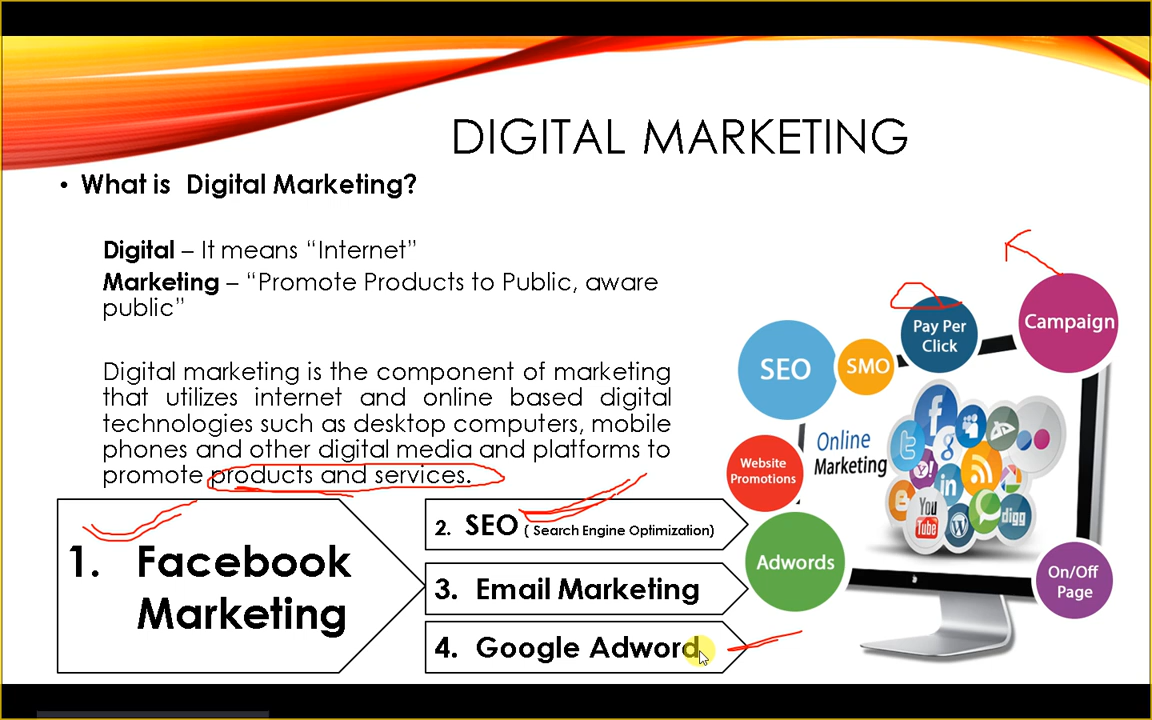 DIGITAL MARKETING
• What is Digital Marketing?
Digital – It means “Internet”
Marketing – “Promote Products to Public, aware
public”
Digital marketing is the component of marketing
that utilizes internet and online based digital
technologies such as desktop computers, mobile
phones and other digital media and platforms to
promote products and services.
1. Facebook
Marketing
2. SEO ( Search Engine Optimization)
3. Email Marketing
4. Google Adword
Campaign
Pay Per
Click
SEO
SMO
Online
Marketing
Website
Promotions
Adwords
On/Off
Page
You
Tube
digg
in
Y!